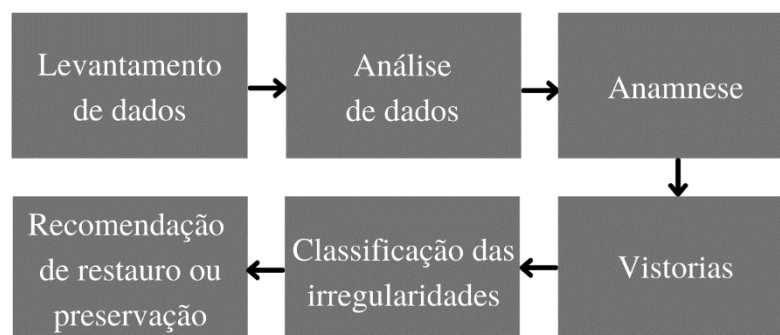 Levantamento
de dados
Análise
de dados
Anamnese
Vistorias
Classificação das
irregularidades
Recomendação
de restauro ou
preservação